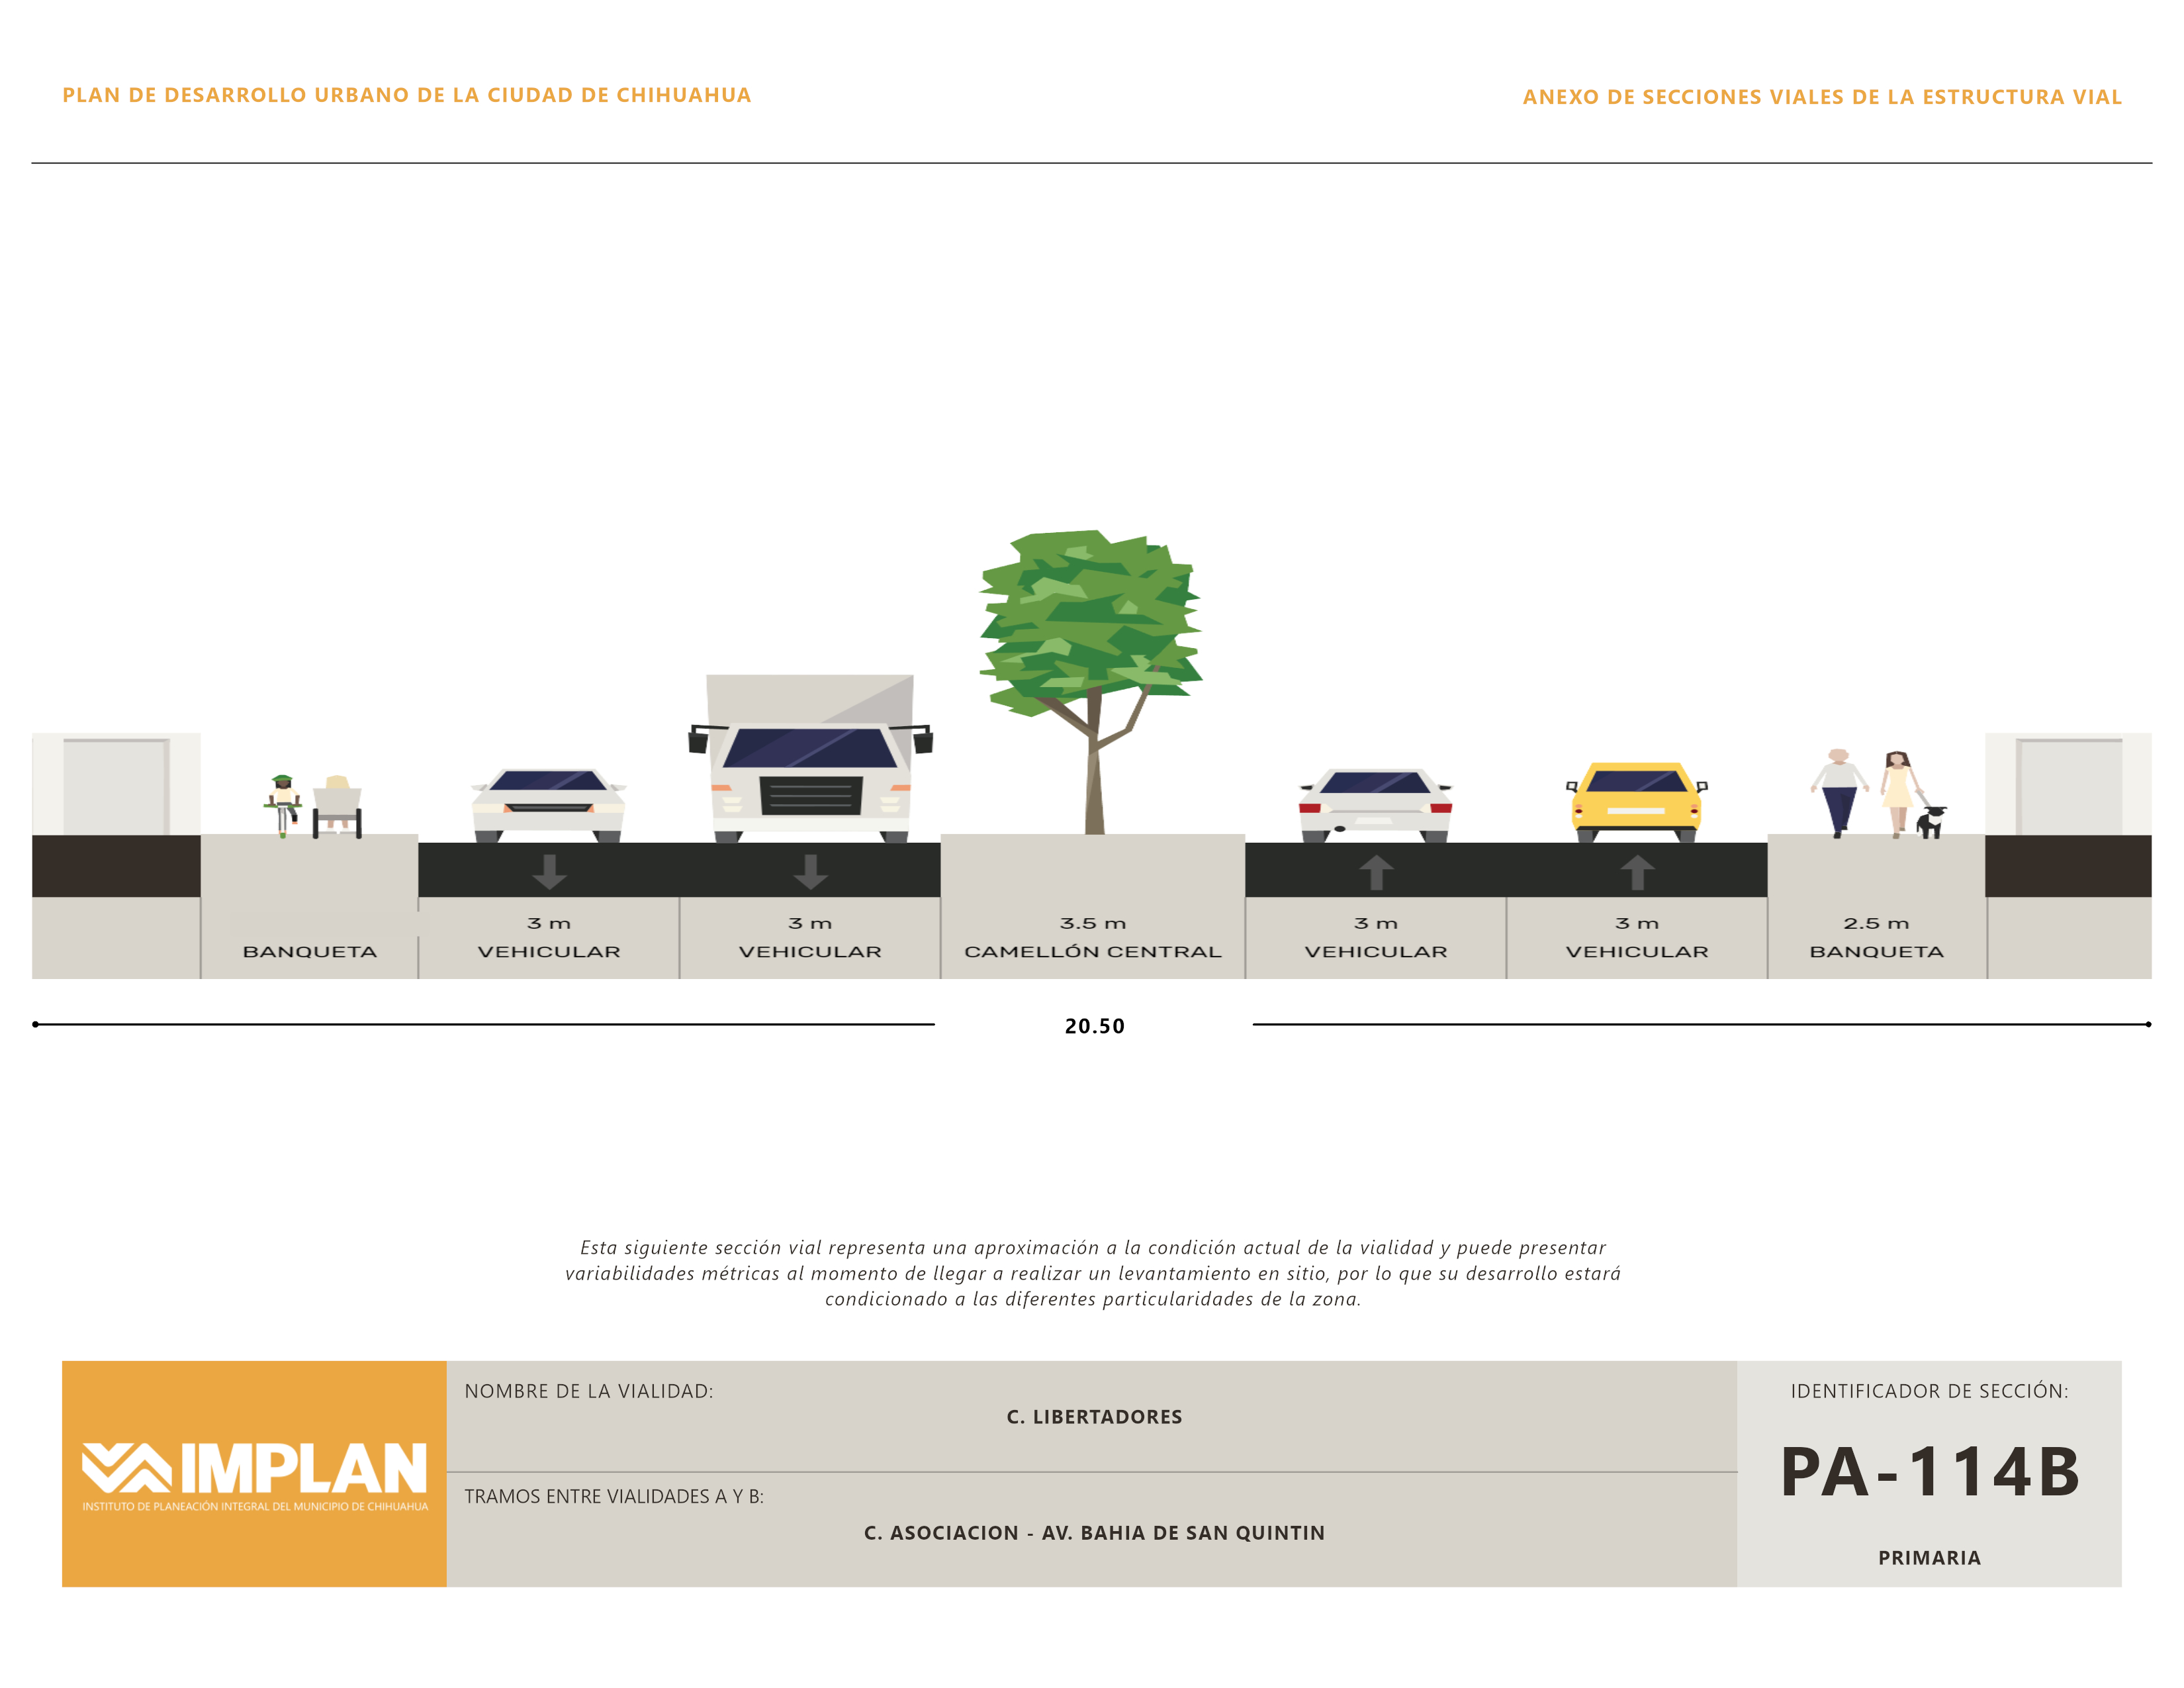 PLAN DE DESARROLLO URBANO DE LA CIUDAD DE CHIHUAHUA
ANEXO DE SECCIONES VIALES DE LA ESTRUCTURA VIAL
BANQUETA
3 m
VEHICULAR
3 m
VEHICULAR
3.5 m
CAMELLÓN CENTRAL
3 m
VEHICULAR
3 m
VEHICULAR
2.5 m
BANQUETA
20.50
Esta siguiente sección vial representa una aproximación a la condición actual de la vialidad y puede presentar
variabilidades métricas al momento de llegar a realizar un levantamiento en sitio, por lo que su desarrollo estará
condicionado a las diferentes particularidades de la zona.
IMPLAN
INSTITUTO DE PLANEACIÓN INTEGRAL DEL MUNICIPIO DE CHIHUAHUA
NOMBRE DE LA VIALIDAD:
C. LIBERTADORES
TRAMOS ENTRE VIALIDADES A Y B:
C. ASOCIACION - AV. BAHIA DE SAN QUINTIN
IDENTIFICADOR DE SECCIÓN:
PA-114B
PRIMARIA